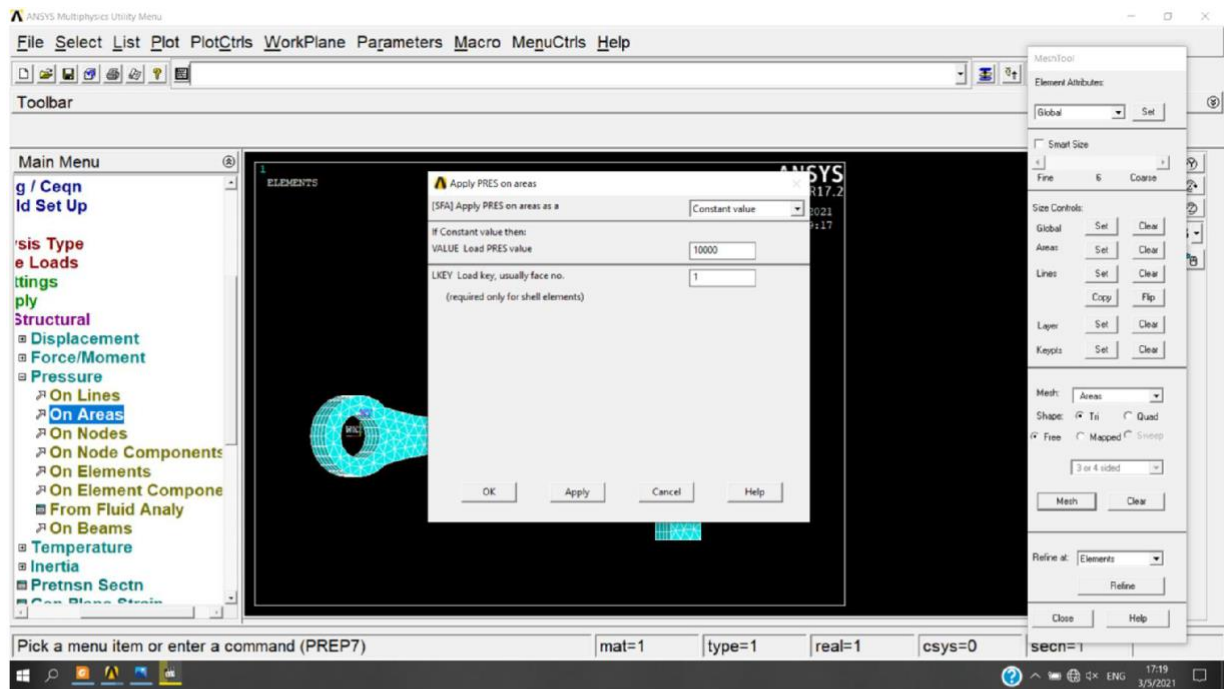 ANSYS Multiphysics Utility Menu
File Select List Plot PlotCtrls WorkPlane Parameters Macro MenuCtrls Help
Toolbar
Main Menu
g / Ceqn
ld Set Up
sis Type
e Loads
ttings
ply
Structural
Displacement
Force/Moment
Pressure
On Lines
On Areas
On Nodes
On Node Components
On Elements
On Element Compone
From Fluid Analy
On Beams
Temperature
Inertia
Pretnsn Sectn
Gen Plane Strain
1
ELEMENTS
ANSYS
R17.2
2021
9:17
Apply PRES on areas
[SFA] Apply PRES on areas as a
Constant value
If Constant value then:
VALUE Load PRES value
10000
LKEY Load key, usually face no.
1
(required only for shell elements)
OK Apply Cancel Help
MeshTool
Element Attributes:
Global Set
Smart Size
Fine 6 Coarse
Size Controls:
Global Set Clear
Areas Set Clear
Lines Set Clear
Copy Flip
Layer Set Clear
Keypts Set Clear
Mesh: Areas
Shape: Tri Quad
Free Mapped Sweep
3 or 4 sided
Mesh Clear
Refine at: Elements
Refine
Close Help
Pick a menu item or enter a command (PREP7)
mat=1
type=1
real=1
csys=0
secn=1
ENG
17:19
3/5/2021